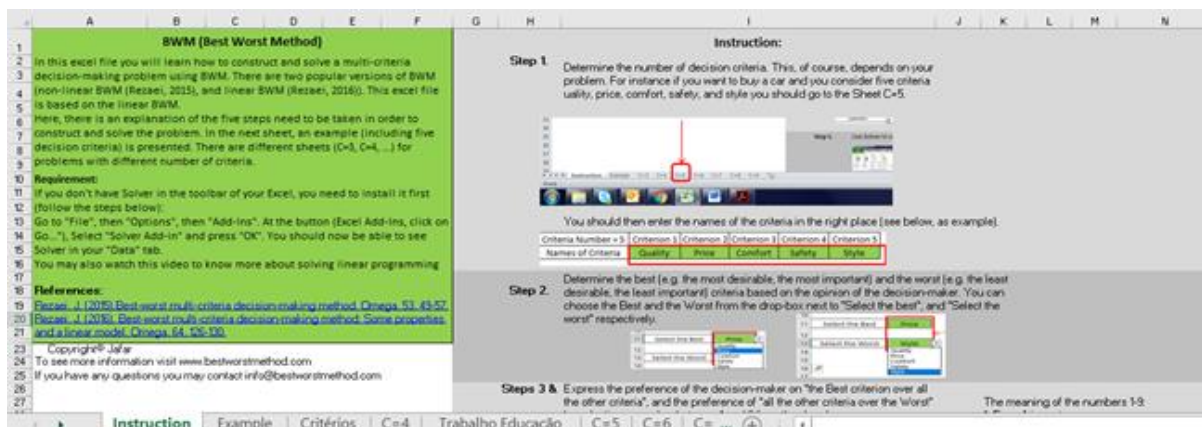 A B C D E F G H I J K L M N
BWM (Best Worst Method)
In this excel file you will learn how to construct and solve a multi-criteria
decision-making problem using BWM. There are two popular versions of BWM
(non-linear BWM (Rezaei, 2015), and linear BWM (Rezaei, 2016)). This excel file
is based on the linear BWM.
Here, there is an explanation of the five steps need to be taken in order to
construct and solve the problem. In the next sheet, an example (including five
decision criteria) is presented. There are different sheets (C=3, C=4, ...) for
problems with different number of criteria.
Requirement:
If you don't have Solver in the toolbar of your Excel, you need to install it first
(follow the steps below):
Go to "File", then "Options", then "Add-Ins". At the button (Excel Add-Ins, click on
Go..."), Select "Solver Add-in" and press "OK". You should now be able to see
Solver in your "Data" tab.
You may also watch this video to know more about solving linear programming
References:
Rezaei, J. (2015) Best-worst multi-criteria decision-making method. Omega, 53, 49-57.
Rezaei, J. (2016). Best-worst multi-criteria decision-making method: Some properties
and a linear model. Omega, 64, 126-130.
Copyright© Jafar
To see more information visit www.bestworstmethod.com
If you have any questions you may contact info@bestworstmethod.com
Instruction:
Step 1.
Determine the number of decision criteria. This, of course, depends on your
problem. For instance if you want to buy a car and you consider five criteria
uality, price, comfort, safety, and style you should go to the Sheet C=5.
You should then enter the names of the criteria in the right place (see below, as example).
Criteria Number = 5 Criterion 1 Criterion 2 Criterion 3 Criterion 4 Criterion 5
Names of Criteria Quality Price Comfort Safety Style
Step 2.
Determine the best (e.g. the most desirable, the most important) and the worst (e.g. the least
desirable, the least important) criteria based on the opinion of the decision-maker. You can
choose the Best and the Worst from the drop-box next to "Select the best", and "Select the
worst" respectively.
Select the Best Price
Select the Worst
Select the Best Price
Select the Worst Style
Steps 3 &
Express the preference of the decision-maker on "the Best criterion over all
the other criteria", and the preference of "all the other criteria over the Worst"
The meaning of the numbers 1-9:
Instruction Example Critérios C=4 Trabalho Educação C=5 C=6 C= ...